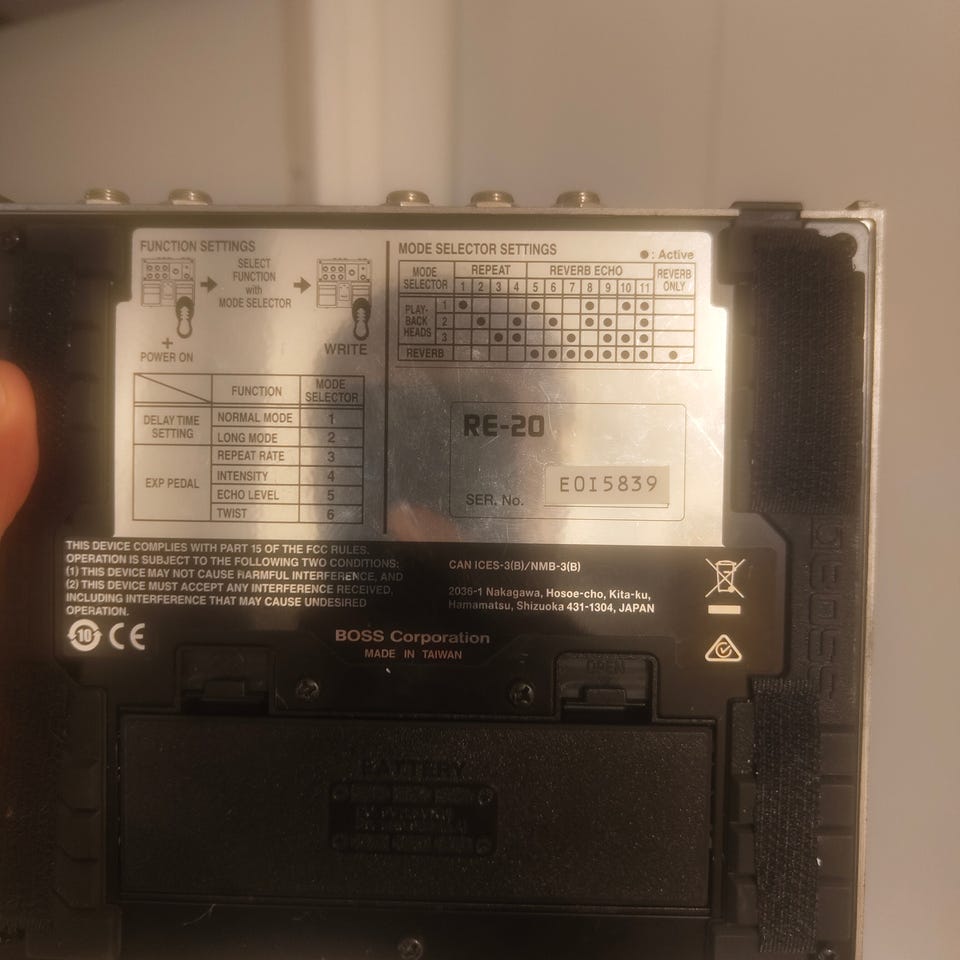 FUNCTION SETTINGS
SELECT
FUNCTION
with
MODE SELECTOR
+
POWER ON
WRITE
FUNCTION MODE SELECTOR
DELAY TIME SETTING NORMAL MODE 1
LONG MODE 2
EXP PEDAL REPEAT RATE 3
INTENSITY 4
ECHO LEVEL 5
TWIST 6
MODE SELECTOR SETTINGS
●: Active
MODE SELECTOR REPEAT REVERB ECHO REVERB ONLY
1 2 3 4 5 6 7 8 9 10 11
PLAY-BACK HEADS 1 ● ● ● ● ●
2 ● ● ● ● ● ●
3 ● ● ● ● ● ●
REVERB ● ● ● ● ● ● ● ●
RE-20
SER. No. E0I5839
THIS DEVICE COMPLIES WITH PART 15 OF THE FCC RULES.
OPERATION IS SUBJECT TO THE FOLLOWING TWO CONDITIONS:
(1) THIS DEVICE MAY NOT CAUSE HARMFUL INTERFERENCE, AND
(2) THIS DEVICE MUST ACCEPT ANY INTERFERENCE RECEIVED,
INCLUDING INTERFERENCE THAT MAY CAUSE UNDESIRED
OPERATION.
CAN ICES-3(B)/NMB-3(B)
2036-1 Nakagawa, Hosoe-cho, Kita-ku,
Hamamatsu, Shizuoka 431-1304, JAPAN
10 CE
BOSS Corporation
MADE IN TAIWAN
OPEN
BATTERY
BOSS